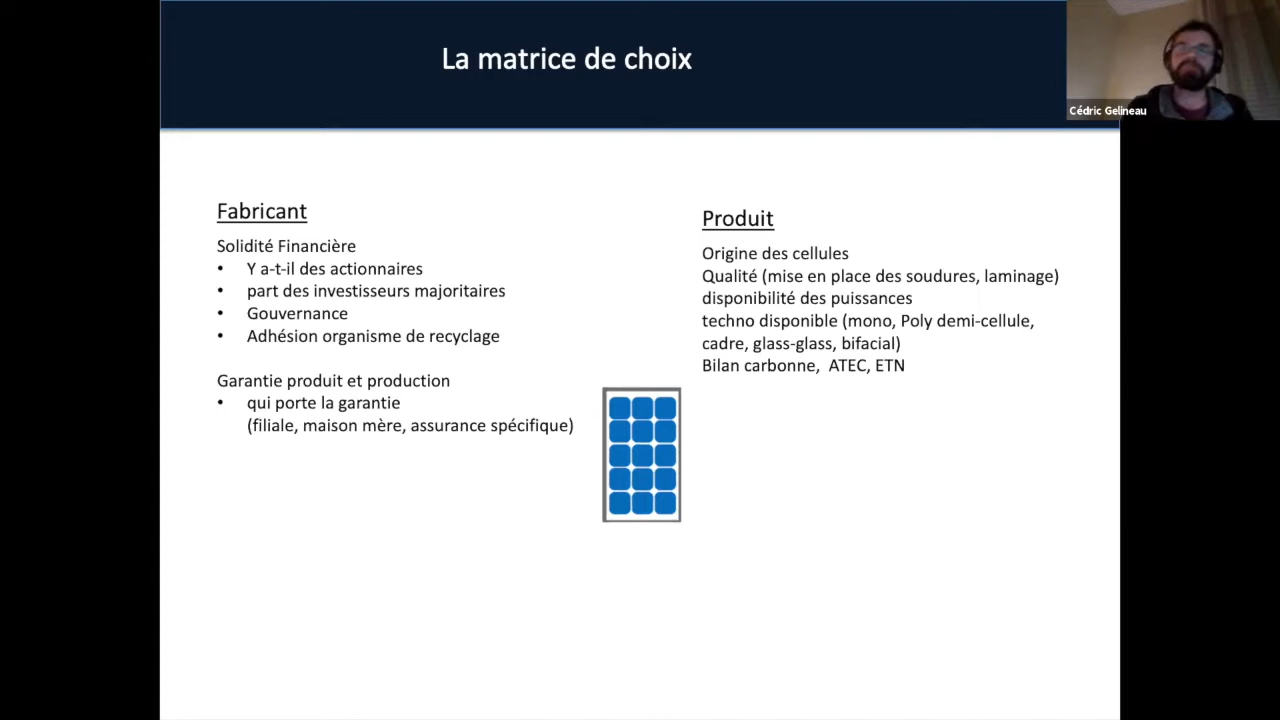 La matrice de choix
Cédric Gelineau
Fabricant
Solidité Financière
• Y a-t-il des actionnaires
• part des investisseurs majoritaires
• Gouvernance
• Adhésion organisme de recyclage
Garantie produit et production
• qui porte la garantie
(filiale, maison mère, assurance spécifique)
Produit
Origine des cellules
Qualité (mise en place des soudures, laminage)
disponibilité des puissances
techno disponible (mono, Poly demi-cellule,
cadre, glass-glass, bifacial)
Bilan carbonne, ATEC, ETN